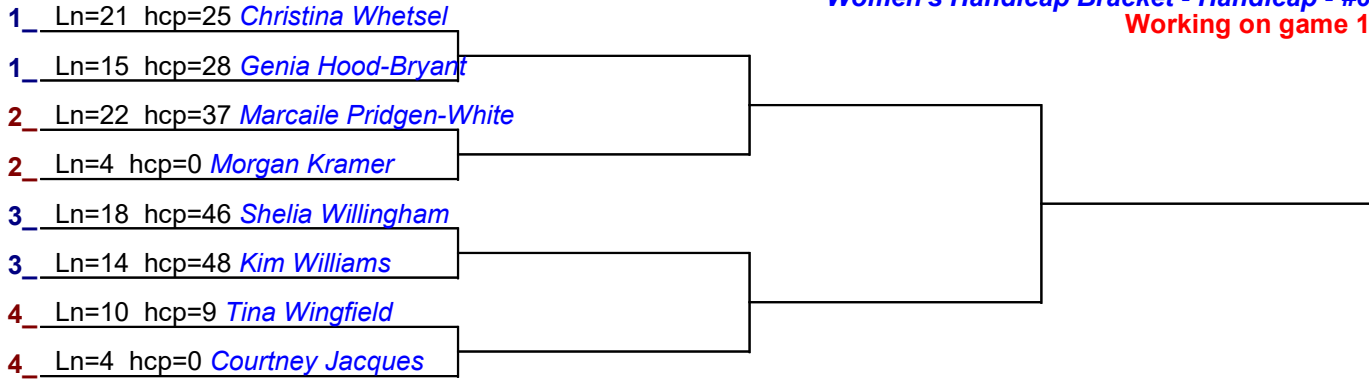 Women's Handicap Bracket - Handicap - #6
Working on game 1
1_ Ln=21 hcp=25 Christina Whetsel
1_ Ln=15 hcp=28 Genia Hood-Bryant
2_ Ln=22 hcp=37 Marcaile Pridgen-White
2_ Ln=4 hcp=0 Morgan Kramer
3_ Ln=18 hcp=46 Shelia Willingham
3_ Ln=14 hcp=48 Kim Williams
4_ Ln=10 hcp=9 Tina Wingfield
4_ Ln=4 hcp=0 Courtney Jacques